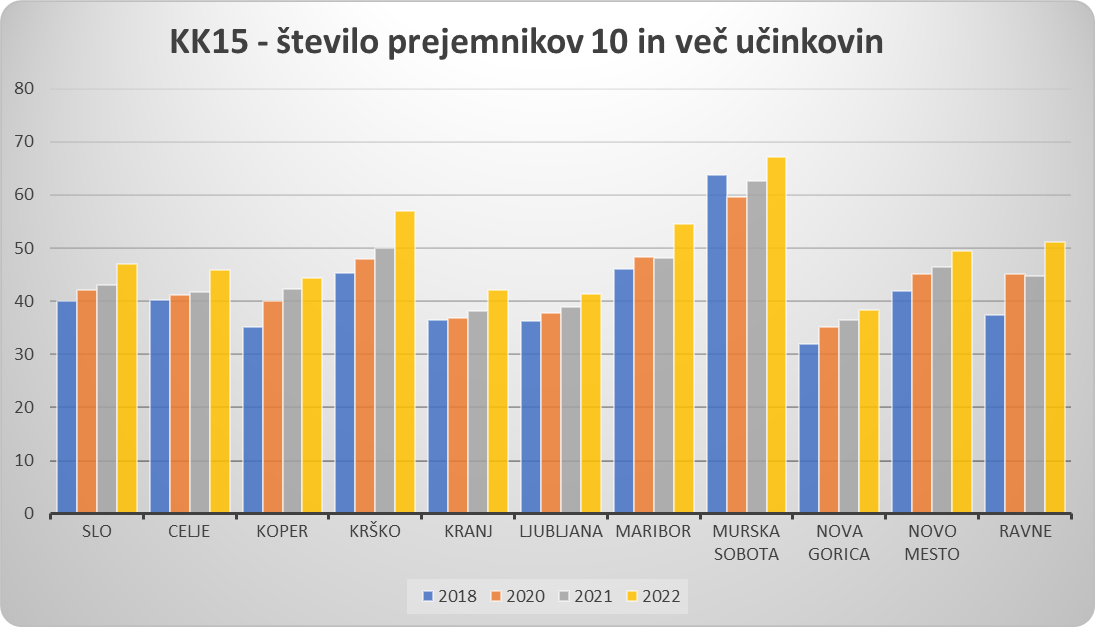 KK15 - število prejemnikov 10 in več učinkovin
80
70
60
50
40
30
20
10
0
SLO CELJE KOPER KRŠKO KRANJ LJUBLJANA MARIBOR MURSKA NOVA NOVO RAVNE
SOBOTA GORICA MESTO
2018 2020 2021 2022